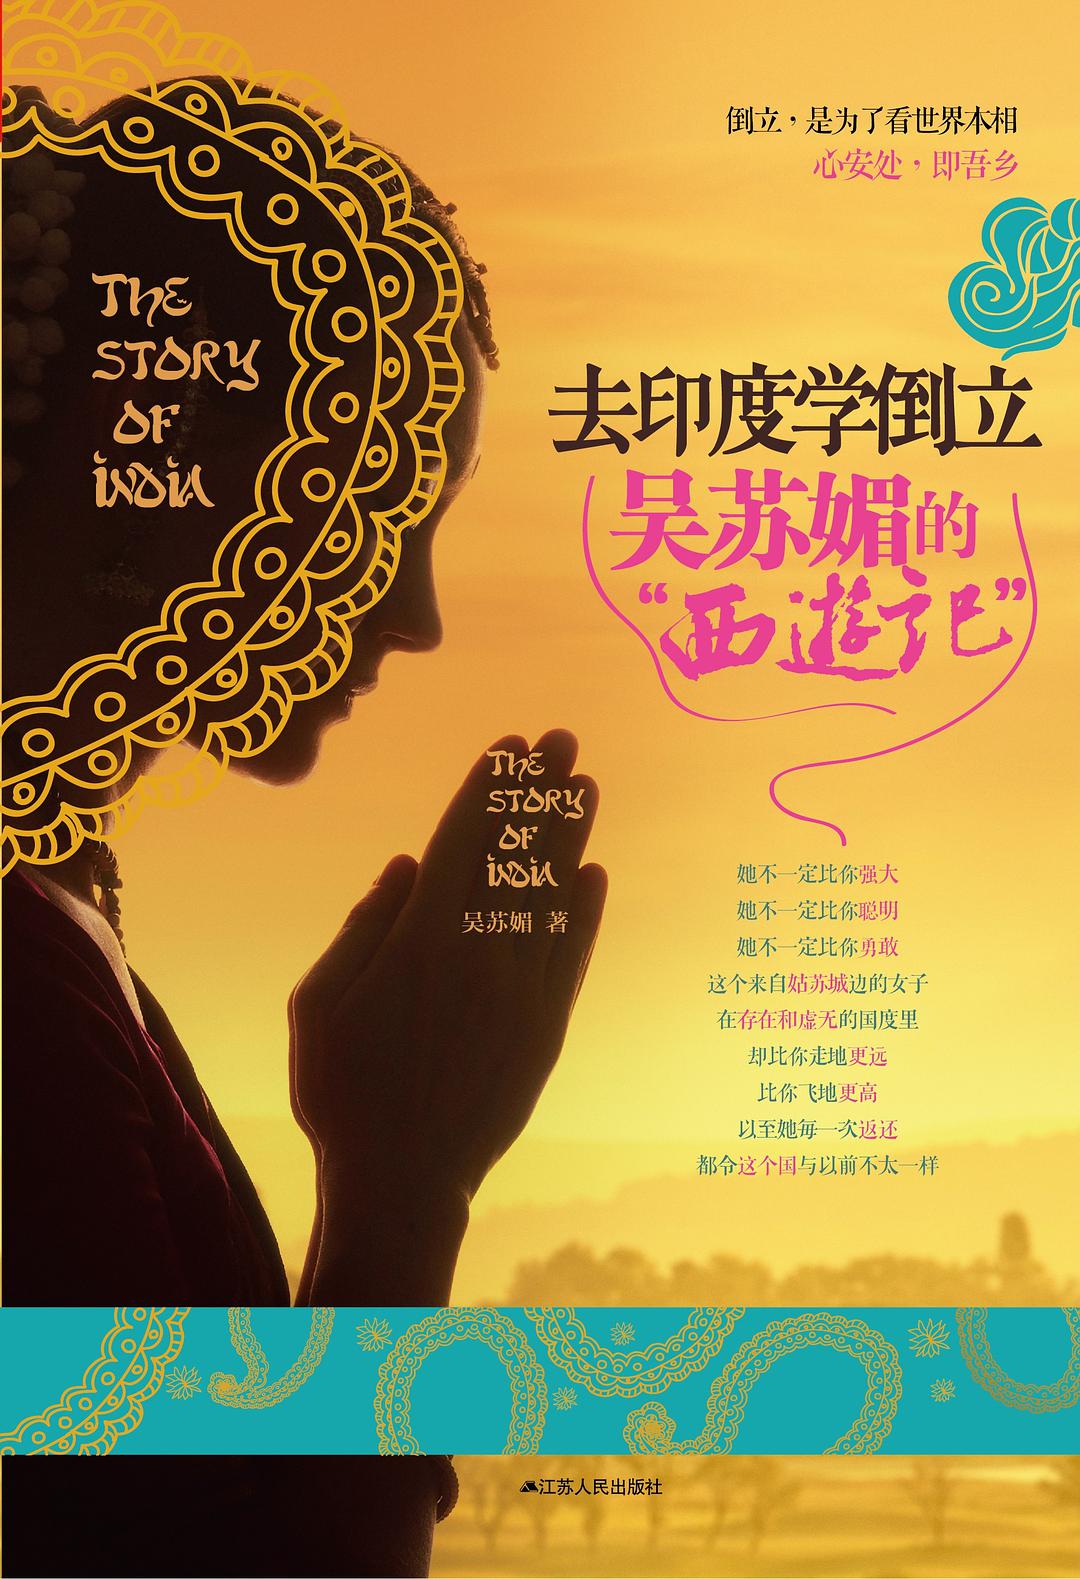 倒立，是为了看世界本相
心安处，即吾乡
THE
STORY
OF
INDIA
去印度学倒立
吴苏媚的
“西遊记”
THE
STORY
OF
INDIA
吴苏媚 著
她不一定比你强大
她不一定比你聪明
她不一定比你勇敢
这个来自姑苏城边的女子
在存在和虚无的国度里
却比你走地更远
比你飞地更高
以至她每一次返还
都令这个国与以前不太一样
江苏人民出版社